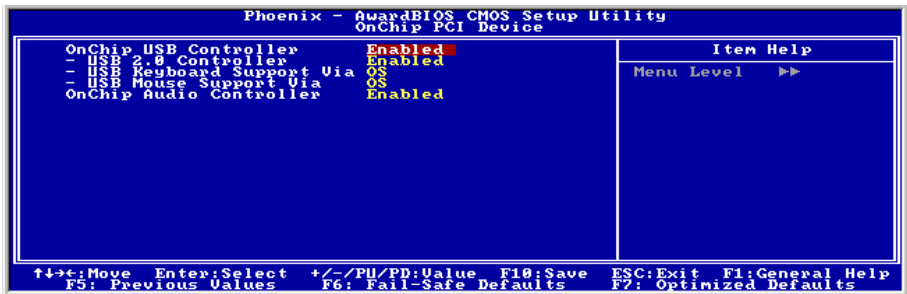 Phoenix - AwardBIOS CMOS Setup Utility
OnChip PCI Device
OnChip USB Controller Enabled
- USB 2.0 Controller Enabled
- USB Keyboard Support Via OS
- USB Mouse Support Via OS
OnChip Audio Controller Enabled
Item Help
Menu Level ►►
↑↓→←:Move Enter:Select +/-/PU/PD:Value F10:Save ESC:Exit F1:General Help
F5: Previous Values F6: Fail-Safe Defaults F7: Optimized Defaults